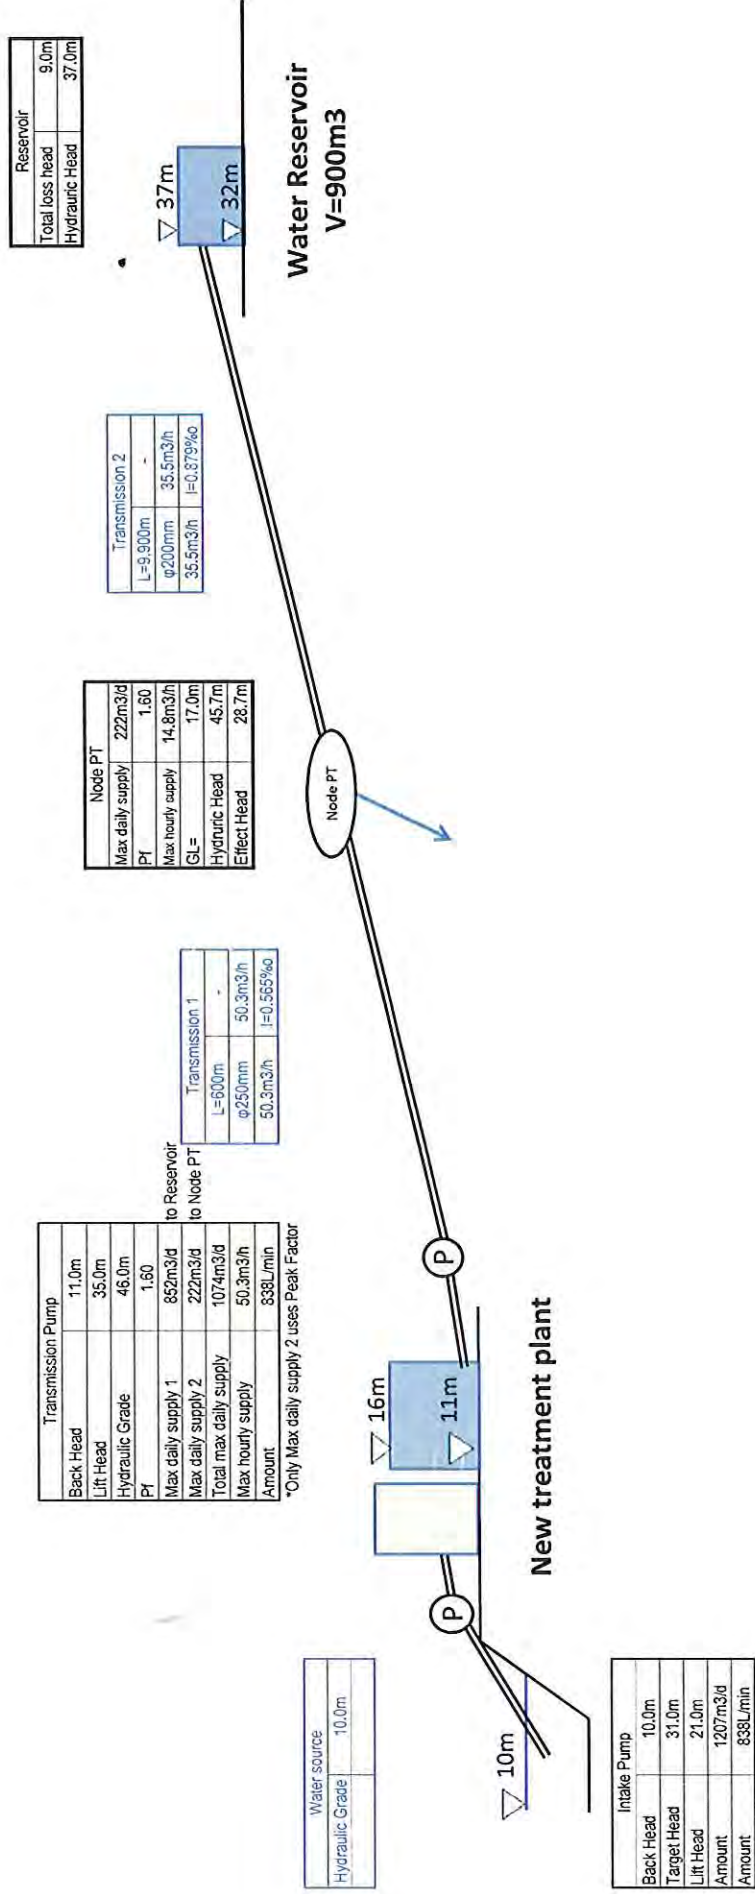 Reservoir
Total loss head 9.0m
Hydrauric Head 37.0m
37m
32m
Water Reservoir
V=900m3
Transmission 2
L=9,900m -
φ200mm 35.5m3/h
35.5m3/h I=0.879‰
Node PT
Max daily supply 222m3/d
Pf 1.60
Max hourly supply 14.8m3/h
GL= 17.0m
Hydruric Head 45.7m
Effect Head 28.7m
Node PT
Transmission 1
L=600m -
φ250mm 50.3m3/h
50.3m3/h I=0.565‰
Transmission Pump
Back Head 11.0m
Lift Head 35.0m
Hydraulic Grade 46.0m
Pf 1.60
Max daily supply 1 852m3/d to Reservoir
Max daily supply 2 222m3/d to Node PT
Total max daily supply 1074m3/d
Max hourly supply 50.3m3/h
Amount 838L/min
*Only Max daily supply 2 uses Peak Factor
P
16m
11m
New treatment plant
P
Water source
Hydraulic Grade 10.0m
10m
Intake Pump
Back Head 10.0m
Target Head 31.0m
Lift Head 21.0m
Amount 1207m3/d
Amount 838L/min